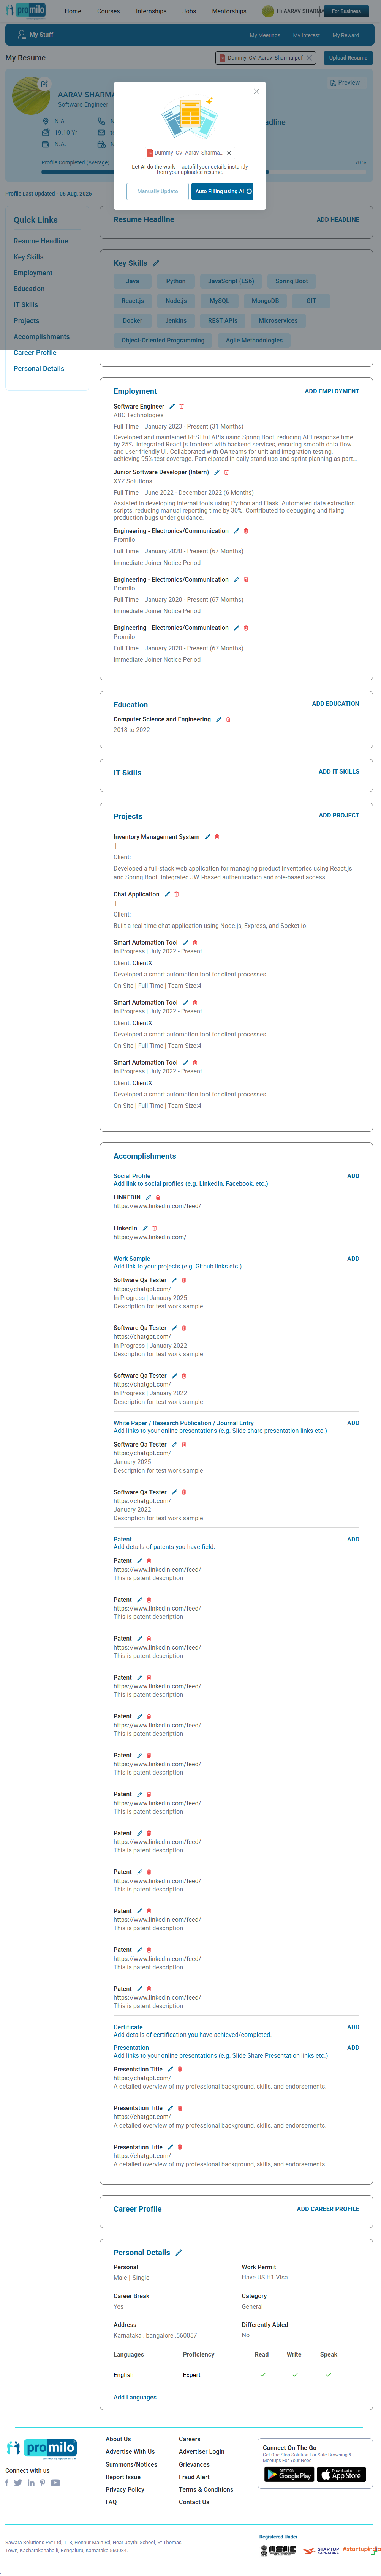 promilo
Home Courses Internships Jobs Mentorships Hi AARAV SHARMA For Business
My Stuff My Meetings My Interest My Reward
My Resume Dummy_CV_Aarav_Sharma.pdf Upload Resume
Preview
AARAV SHARMA
Software Engineer
N.A.
19.10 Yr
N.A.
Profile Completed (Average) 70 %
Dummy_CV_Aarav_Sharma...
Let AI do the work — autofill your details instantly
from your uploaded resume.
Manually Update Auto Filling using AI
Profile Last Updated - 06 Aug, 2025
Quick Links
Resume Headline
Key Skills
Employment
Education
IT Skills
Projects
Accomplishments
Career Profile
Personal Details
Resume Headline ADD HEADLINE
Key Skills
Java Python JavaScript (ES6) Spring Boot
React.js Node.js MySQL MongoDB GIT
Docker Jenkins REST APIs Microservices
Object-Oriented Programming Agile Methodologies
Employment ADD EMPLOYMENT
Software Engineer
ABC Technologies
Full Time | January 2023 - Present (31 Months)
Developed and maintained RESTful APIs using Spring Boot, reducing API response time
by 25%. Integrated React.js front-end with backend services, ensuring smooth data flow
and user-friendly UI. Collaborated with QA teams for unit and integration testing,
achieving 95% test coverage. Participated in daily stand-ups and sprint planning as part...
Junior Software Developer (Intern)
XYZ Solutions
Full Time | June 2022 - December 2022 (6 Months)
Assisted in developing internal tools using Python and Flask. Automated data extraction
scripts, reducing manual reporting time by 30%. Contributed to debugging and fixing
production bugs under guidance.
Engineering - Electronics/Communication
Promilo
Full Time | January 2020 - Present (67 Months)
Immediate Joiner Notice Period
Engineering - Electronics/Communication
Promilo
Full Time | January 2020 - Present (67 Months)
Immediate Joiner Notice Period
Engineering - Electronics/Communication
Promilo
Full Time | January 2020 - Present (67 Months)
Immediate Joiner Notice Period
Education ADD EDUCATION
Computer Science and Engineering
2018 to 2022
IT Skills ADD IT SKILLS
Projects ADD PROJECT
Inventory Management System
|
Client:
Developed a full-stack web application for managing product inventories using React.js
and Spring Boot. Integrated JWT-based authentication and role-based access.
Chat Application
|
Client:
Built a real-time chat application using Node.js, Express, and Socket.io.
Smart Automation Tool
In Progress | July 2022 - Present
Client: ClientX
Developed a smart automation tool for client processes
On-Site | Full Time | Team Size:4
Smart Automation Tool
In Progress | July 2022 - Present
Client: ClientX
Developed a smart automation tool for client processes
On-Site | Full Time | Team Size:4
Smart Automation Tool
In Progress | July 2022 - Present
Client: ClientX
Developed a smart automation tool for client processes
On-Site | Full Time | Team Size:4
Accomplishments
Social Profile ADD
Add link to social profiles (e.g. LinkedIn, Facebook, etc.)
LINKEDIN
https://www.linkedin.com/feed/
LinkedIn
https://www.linkedin.com/
Work Sample ADD
Add link to your projects (e.g. Github links etc.)
Software Qa Tester
https://chatgpt.com/
In Progress | January 2025
Description for test work sample
Software Qa Tester
https://chatgpt.com/
In Progress | January 2022
Description for test work sample
Software Qa Tester
https://chatgpt.com/
In Progress | January 2022
Description for test work sample
White Paper / Research Publication / Journal Entry ADD
Add links to your online presentations (e.g. Slide share presentation links etc.)
Software Qa Tester
https://chatgpt.com/
January 2025
Description for test work sample
Software Qa Tester
https://chatgpt.com/
January 2022
Description for test work sample
Patent ADD
Add details of patents you have field.
Patent
https://www.linkedin.com/feed/
This is patent description
Patent
https://www.linkedin.com/feed/
This is patent description
Patent
https://www.linkedin.com/feed/
This is patent description
Patent
https://www.linkedin.com/feed/
This is patent description
Patent
https://www.linkedin.com/feed/
This is patent description
Patent
https://www.linkedin.com/feed/
This is patent description
Patent
https://www.linkedin.com/feed/
This is patent description
Patent
https://www.linkedin.com/feed/
This is patent description
Patent
https://www.linkedin.com/feed/
This is patent description
Patent
https://www.linkedin.com/feed/
This is patent description
Patent
https://www.linkedin.com/feed/
This is patent description
Patent
https://www.linkedin.com/feed/
This is patent description
Certificate ADD
Add details of certification you have achieved/completed.
Presentation ADD
Add links to your online presentations (e.g. Slide Share Presentation links etc.)
Presentstion Title
https://chatgpt.com/
A detailed overview of my professional background, skills, and endorsements.
Presentstion Title
https://chatgpt.com/
A detailed overview of my professional background, skills, and endorsements.
Presentstion Title
https://chatgpt.com/
A detailed overview of my professional background, skills, and endorsements.
Career Profile ADD CAREER PROFILE
Personal Details
Personal Work Permit
Male | Single Have US H1 Visa
Career Break Category
Yes General
Address Differently Abled
Karnataka , bangalore ,560057 No
Languages Proficiency Read Write Speak
English Expert
Add Languages
promilo
Connect with us
About Us Careers
Advertise With Us Advertiser Login
Summons/Notices Grievances
Report Issue Fraud Alert
Privacy Policy Terms & Conditions
FAQ Contact Us
Connect On The Go
Get One Stop Solution For Safe Browsing &
Meetups For Your Need
GET IT ON Google Play Download on the App Store
Sawara Solutions Pvt Ltd, 118, Hennur Main Rd, Near Joythi School, St Thomas
Town, Kacharakanahalli, Bengaluru, Karnataka 560084.
Registered Under
STARTUP KARNATAKA #startupindia